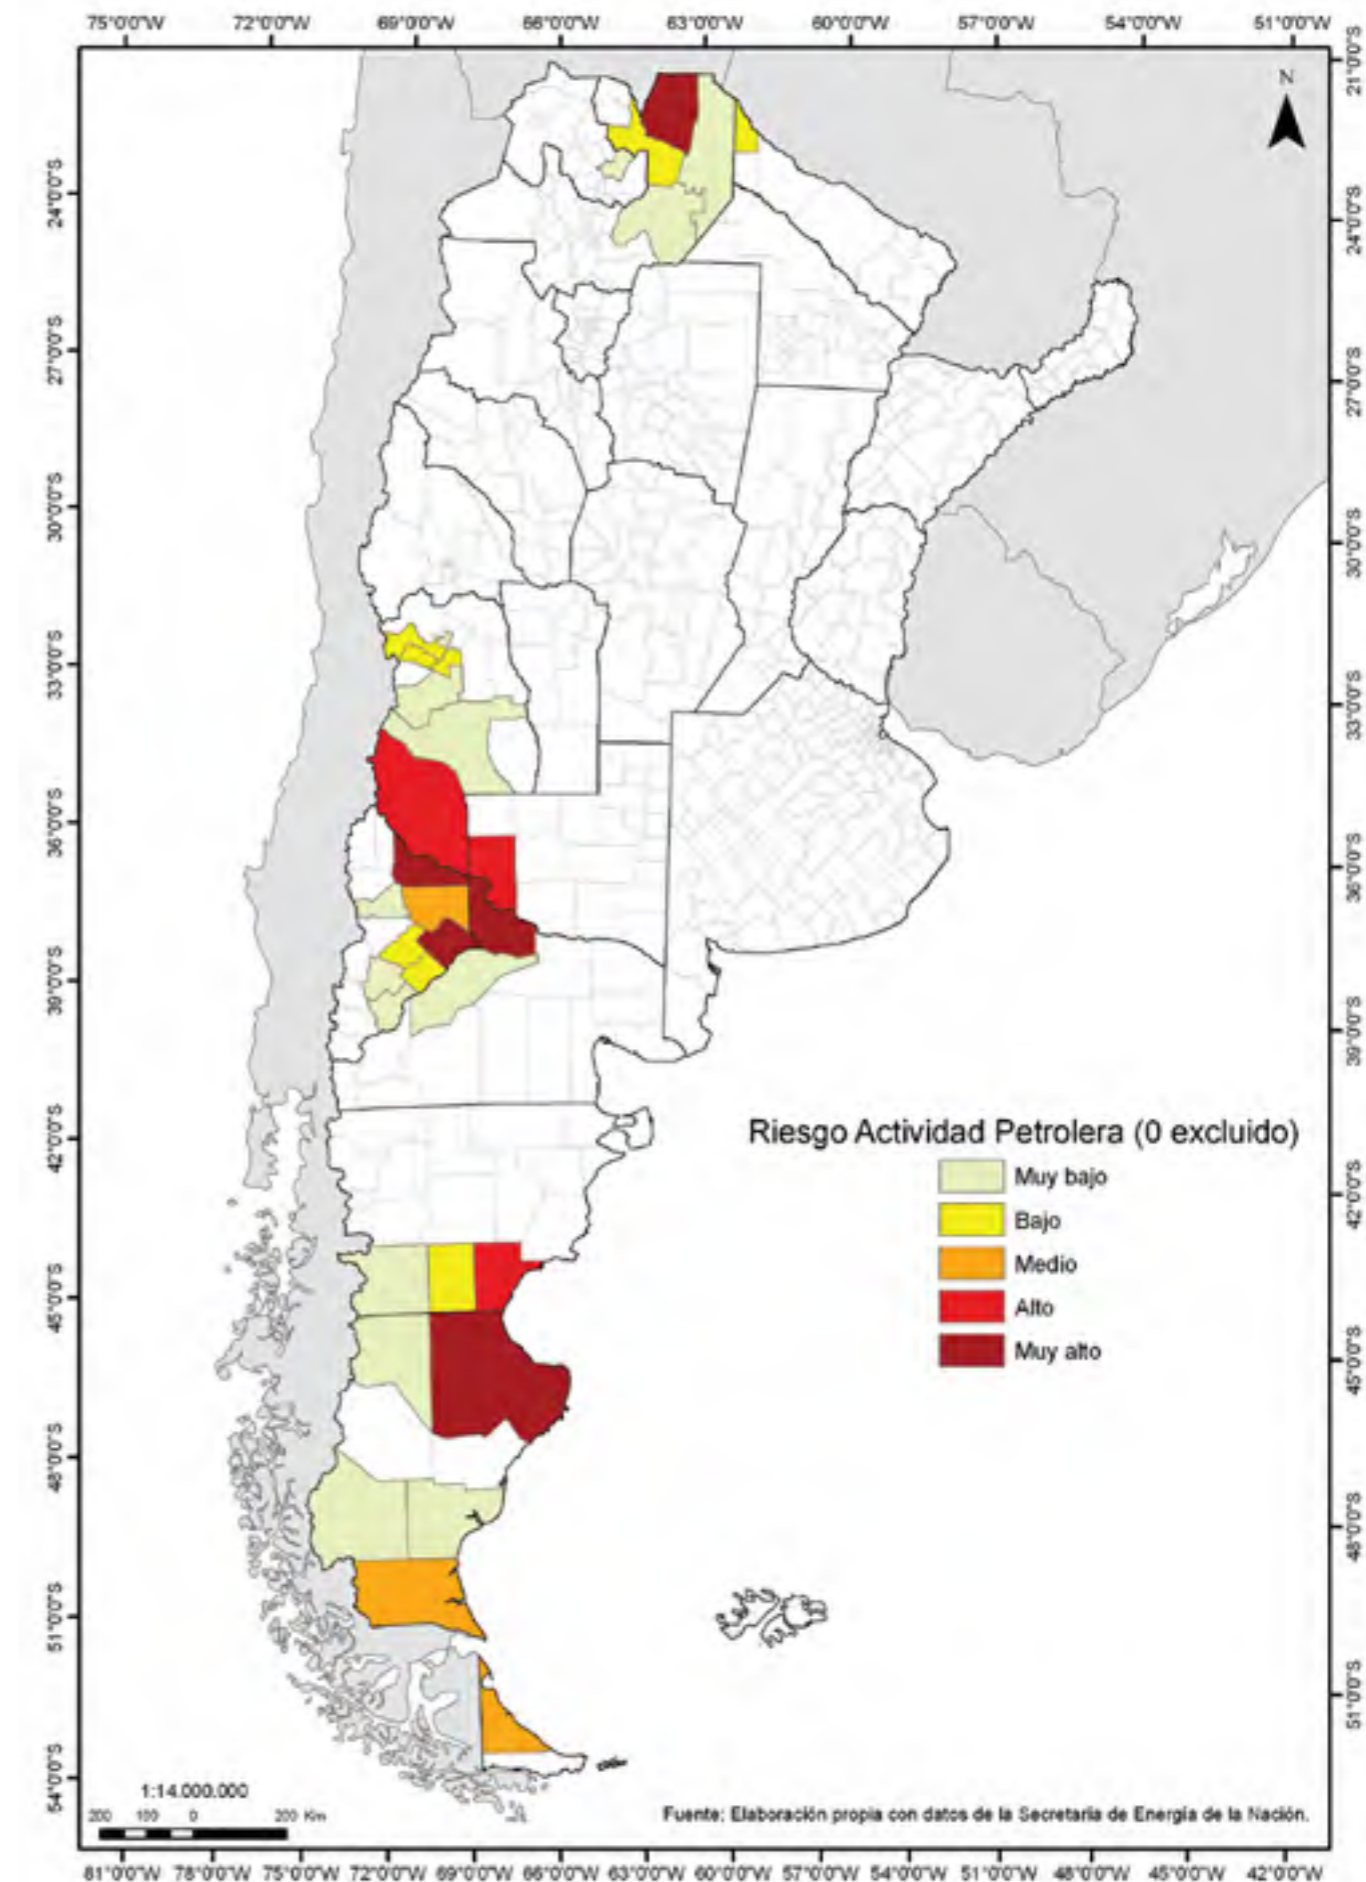 75°0'0"W 72°0'0"W 69°0'0"W 66°0'0"W 63°0'0"W 60°0'0"W 57°0'0"W 54°0'0"W 51°0'0"W
21°0'0"S
24°0'0"S
27°0'0"S
30°0'0"S
33°0'0"S
36°0'0"S
39°0'0"S
42°0'0"S
45°0'0"S
48°0'0"S
51°0'0"S
24°0'0"S
27°0'0"S
30°0'0"S
33°0'0"S
36°0'0"S
39°0'0"S
42°0'0"S
45°0'0"S
48°0'0"S
51°0'0"S
54°0'0"S
N
Riesgo Actividad Petrolera (0 excluido)
Muy bajo
Bajo
Medio
Alto
Muy alto
1:14.000.000
200 100 0 200 Km
Fuente: Elaboración propia con datos de la Secretaría de Energía de la Nación.
81°0'0"W 78°0'0"W 75°0'0"W 72°0'0"W 69°0'0"W 66°0'0"W 63°0'0"W 60°0'0"W 57°0'0"W 54°0'0"W 51°0'0"W 48°0'0"W 45°0'0"W 42°0'0"W